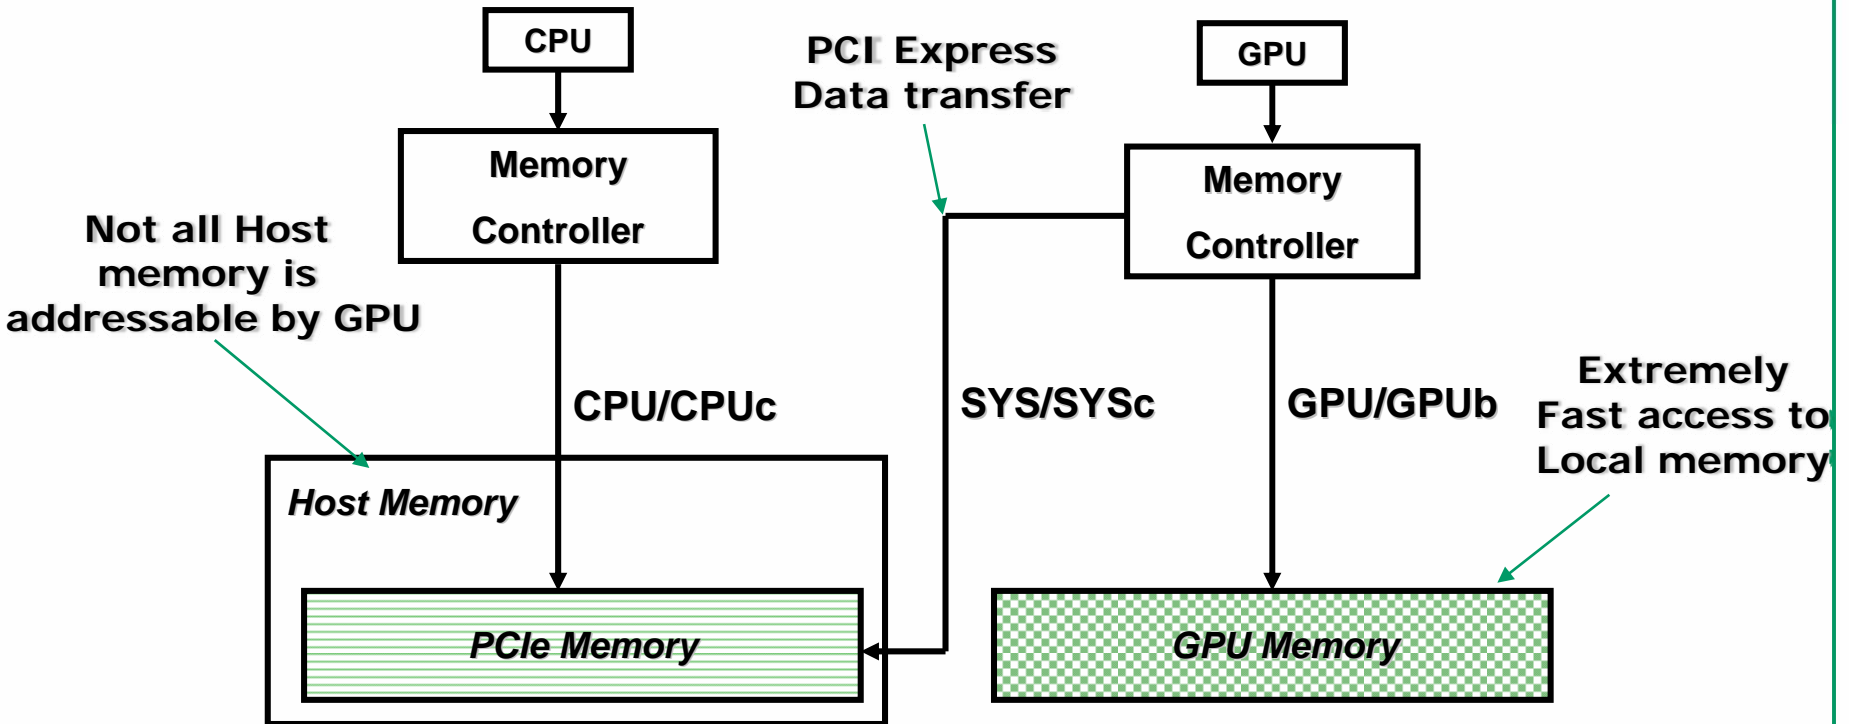 CPU
PCI Express
Data transfer
GPU
Memory
Controller
Memory
Controller
Not all Host
memory is
addressable by GPU
CPU/CPUc
SYS/SYSc
GPU/GPUb
Extremely
Fast access to
Local memory
Host Memory
PCIe Memory
GPU Memory